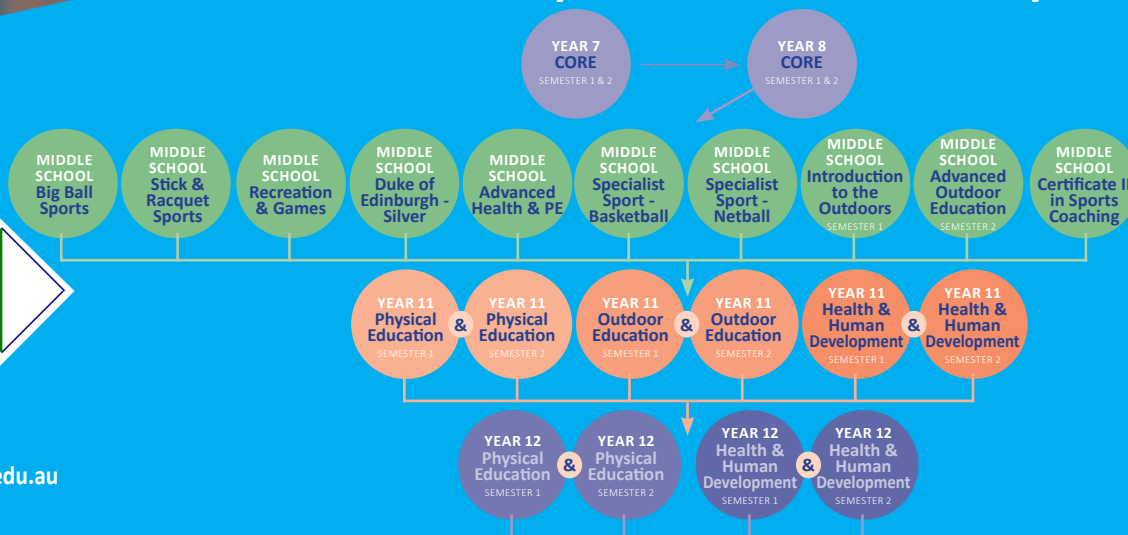 YEAR 7
CORE
SEMESTER 1 & 2
YEAR 8
CORE
SEMESTER 1 & 2
MIDDLE
SCHOOL
Big Ball
Sports
MIDDLE
SCHOOL
Stick &
Racquet
Sports
MIDDLE
SCHOOL
Recreation
& Games
MIDDLE
SCHOOL
Duke of
Edinburgh -
Silver
MIDDLE
SCHOOL
Advanced
Health & PE
MIDDLE
SCHOOL
Specialist
Sport -
Basketball
MIDDLE
SCHOOL
Specialist
Sport -
Netball
MIDDLE
SCHOOL
Introduction
to the
Outdoors
SEMESTER 1
MIDDLE
SCHOOL
Advanced
Outdoor
Education
SEMESTER 2
MIDDLE
SCHOOL
Certificate II
in Sports
Coaching
YEAR 11
Physical
Education
SEMESTER 1
&
YEAR 11
Physical
Education
SEMESTER 2
YEAR 11
Outdoor
Education
SEMESTER 1
&
YEAR 11
Outdoor
Education
SEMESTER 2
YEAR 11
Health &
Human
Development
SEMESTER 1
&
YEAR 11
Health &
Human
Development
SEMESTER 2
YEAR 12
Physical
Education
SEMESTER 1
&
YEAR 12
Physical
Education
SEMESTER 2
YEAR 12
Health &
Human
Development
SEMESTER 1
&
YEAR 12
Health &
Human
Development
SEMESTER 2
edu.au